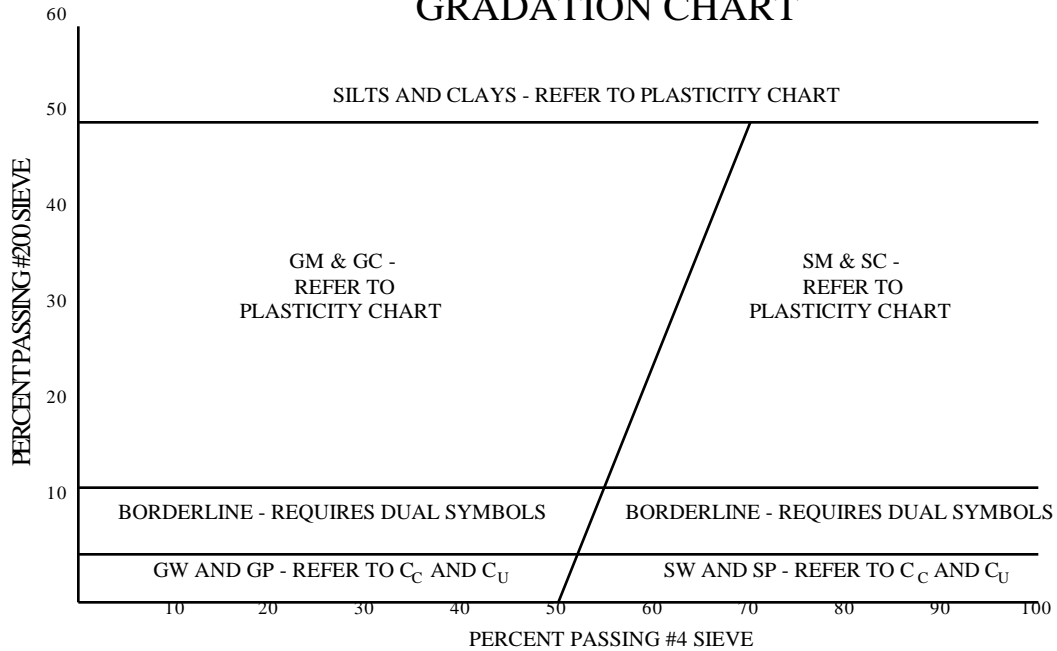 GRADATION CHART
60
SILTS AND CLAYS - REFER TO PLASTICITY CHART
50
40
GM & GC -
REFER TO
PLASTICITY CHART
SM & SC -
REFER TO
PLASTICITY CHART
30
20
10
PERCENT PASSING #200 SIEVE
BORDERLINE - REQUIRES DUAL SYMBOLS
BORDERLINE - REQUIRES DUAL SYMBOLS
GW AND GP - REFER TO CC AND CU
SW AND SP - REFER TO CC AND CU
10 20 30 40 50 60 70 80 90 100
PERCENT PASSING #4 SIEVE